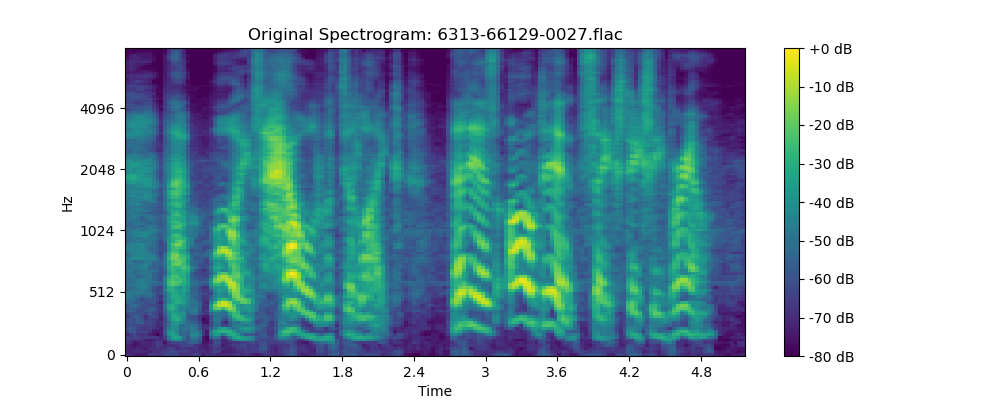 Original Spectrogram: 6313-66129-0027.flac
+0 dB
-10 dB
-20 dB
-30 dB
-40 dB
-50 dB
-60 dB
-70 dB
-80 dB
4096
2048
1024
512
0
Hz
0 0.6 1.2 1.8 2.4 3 3.6 4.2 4.8
Time